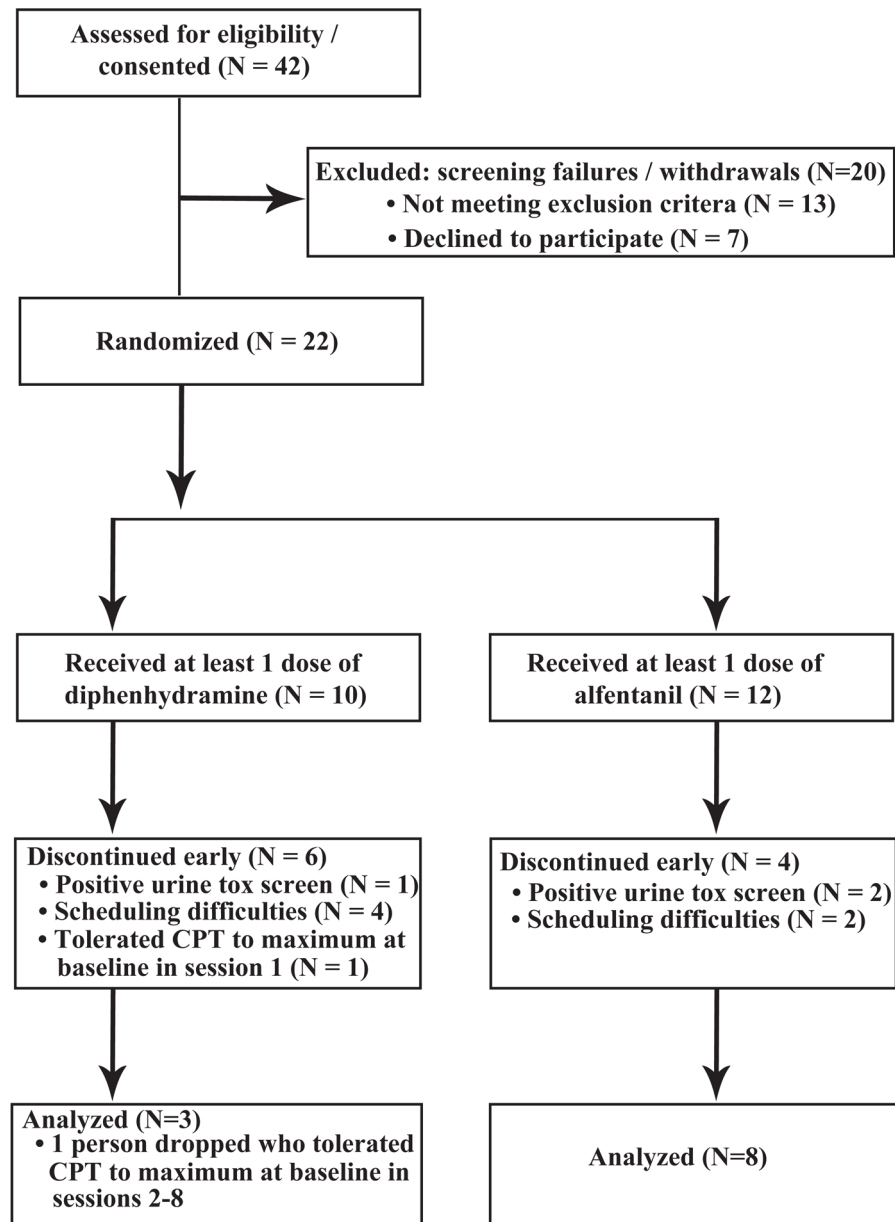 Assessed for eligibility /
consented (N = 42)
Excluded: screening failures / withdrawals (N=20)
• Not meeting exclusion criteria (N = 13)
• Declined to participate (N = 7)
Randomized (N = 22)
Received at least 1 dose of
diphenhydramine (N = 10)
Received at least 1 dose of
alfentanil (N = 12)
Discontinued early (N = 6)
• Positive urine tox screen (N = 1)
• Scheduling difficulties (N = 4)
• Tolerated CPT to maximum at
baseline in session 1 (N = 1)
Discontinued early (N = 4)
• Positive urine tox screen (N = 2)
• Scheduling difficulties (N = 2)
Analyzed (N=3)
• 1 person dropped who tolerated
CPT to maximum at baseline in
sessions 2-8
Analyzed (N=8)